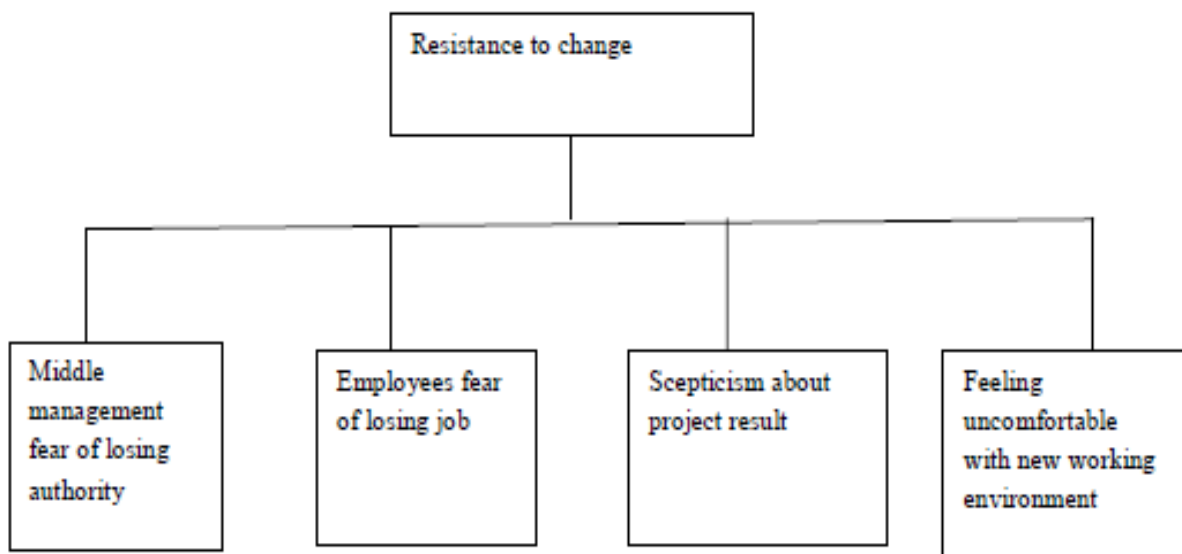 Resistance to change
Middle
management
fear of losing
authority
Employees fear
of losing job
Scepticism about
project result
Feeling
uncomfortable
with new working
environment